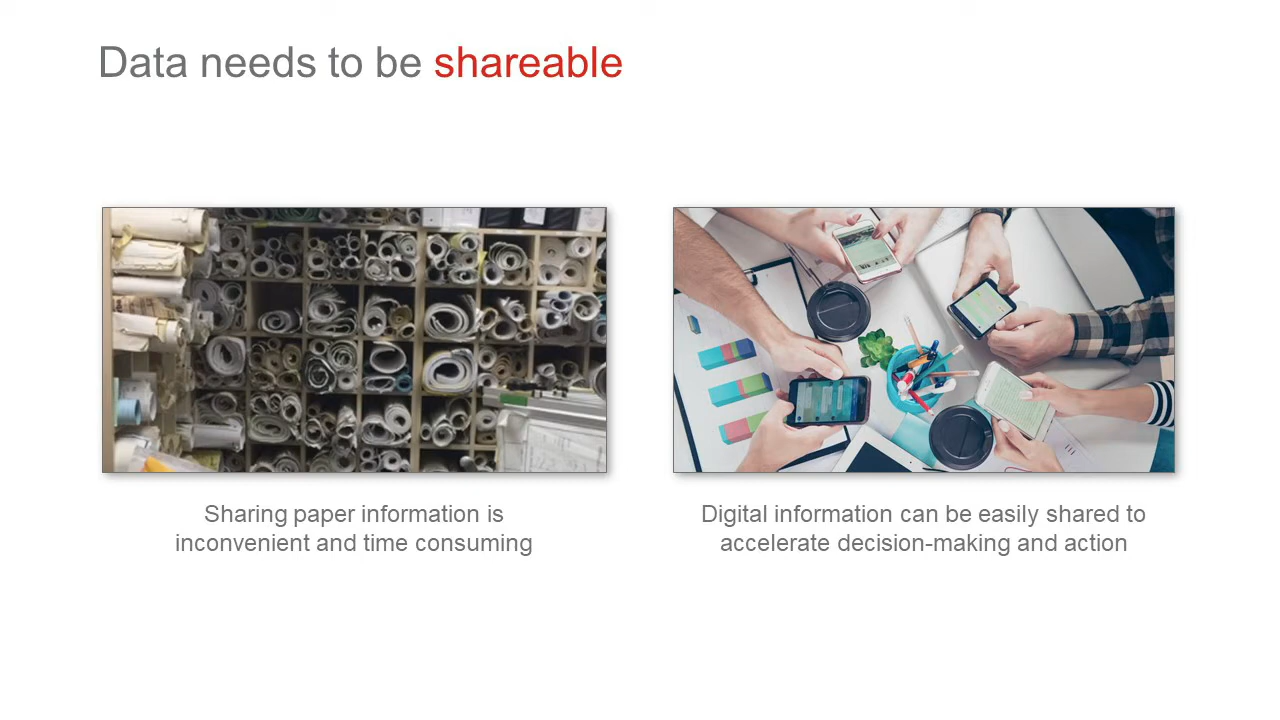 Data needs to be shareable
Sharing paper information is
inconvenient and time consuming
Digital information can be easily shared to
accelerate decision-making and action